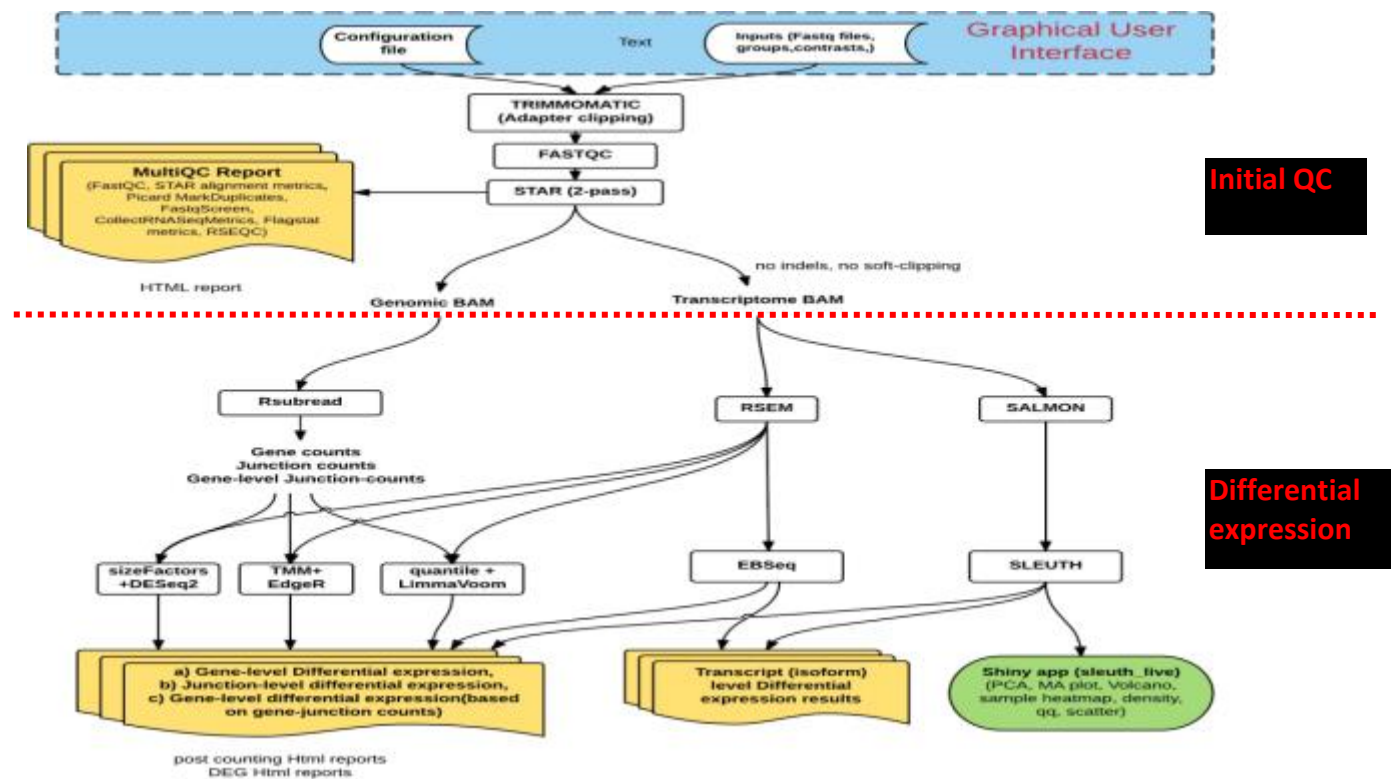 Configuration
file
Text
Inputs (Fastq files,
groups,contrasts,)
Graphical User
Interface
TRIMMOMATIC
(Adapter clipping)
FASTQC
STAR (2-pass)
MultiQC Report
(FastQC, STAR alignment metrics,
Picard MarkDuplicates,
FastqScreen,
CollectRNASeqMetrics, Flagstat
metrics, RSEQC)
HTML report
Initial QC
no indels, no soft-clipping
Genomic BAM
Transcriptome BAM
Rsubread
RSEM
SALMON
Gene counts
Junction counts
Gene-level Junction-counts
Differential
expression
sizeFactors
+DESeq2
TMM+
EdgeR
quantile +
LimmaVoom
EBSeq
SLEUTH
a) Gene-level Differential expression,
b) Junction-level differential expression,
c) Gene-level differential expression(based
on gene-junction counts)
Transcript (isoform)
level Differential
expression results
Shiny app (sleuth_live)
(PCA, MA plot, Volcano,
sample heatmap, density,
qq, scatter)
post counting Html reports
DEG Html reports